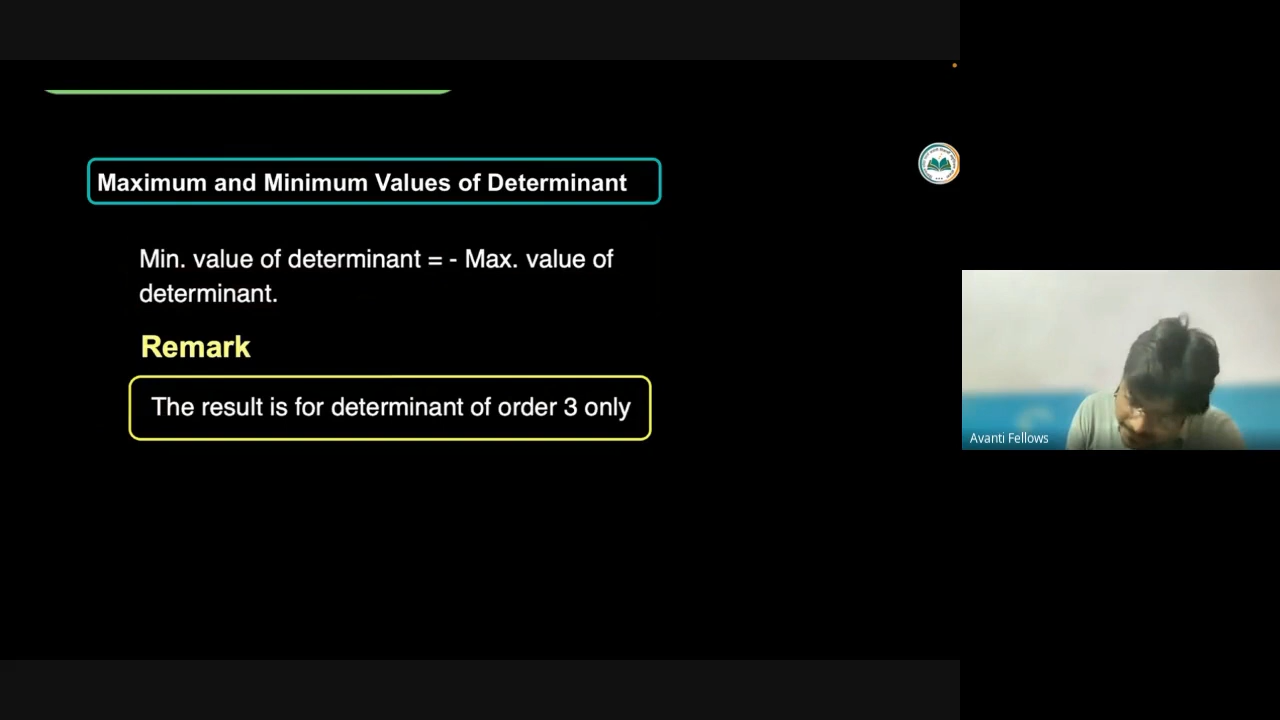 Maximum and Minimum Values of Determinant
Min. value of determinant = - Max. value of
determinant.
Remark
The result is for determinant of order 3 only
Avanti Fellows